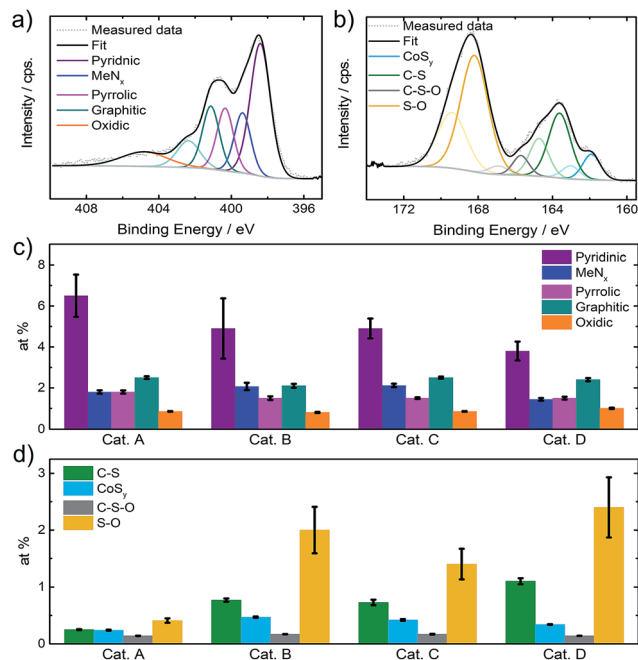 a)
Measured data
Fit
Pyridnic
MeNx
Pyrrolic
Graphitic
Oxidic
Intensity / cps.
408 404 400 396
Binding Energy / eV
b)
Measured data
Fit
CoSy
C-S
C-S-O
S-O
Intensity / cps.
172 168 164 160
Binding Energy / eV
c)
8
6
4
2
0
at %
Pyridinic
MeNx
Pyrrolic
Graphitic
Oxidic
Cat. A Cat. B Cat. C Cat. D
d)
3
2
1
0
at %
C-S
CoSy
C-S-O
S-O
Cat. A Cat. B Cat. C Cat. D